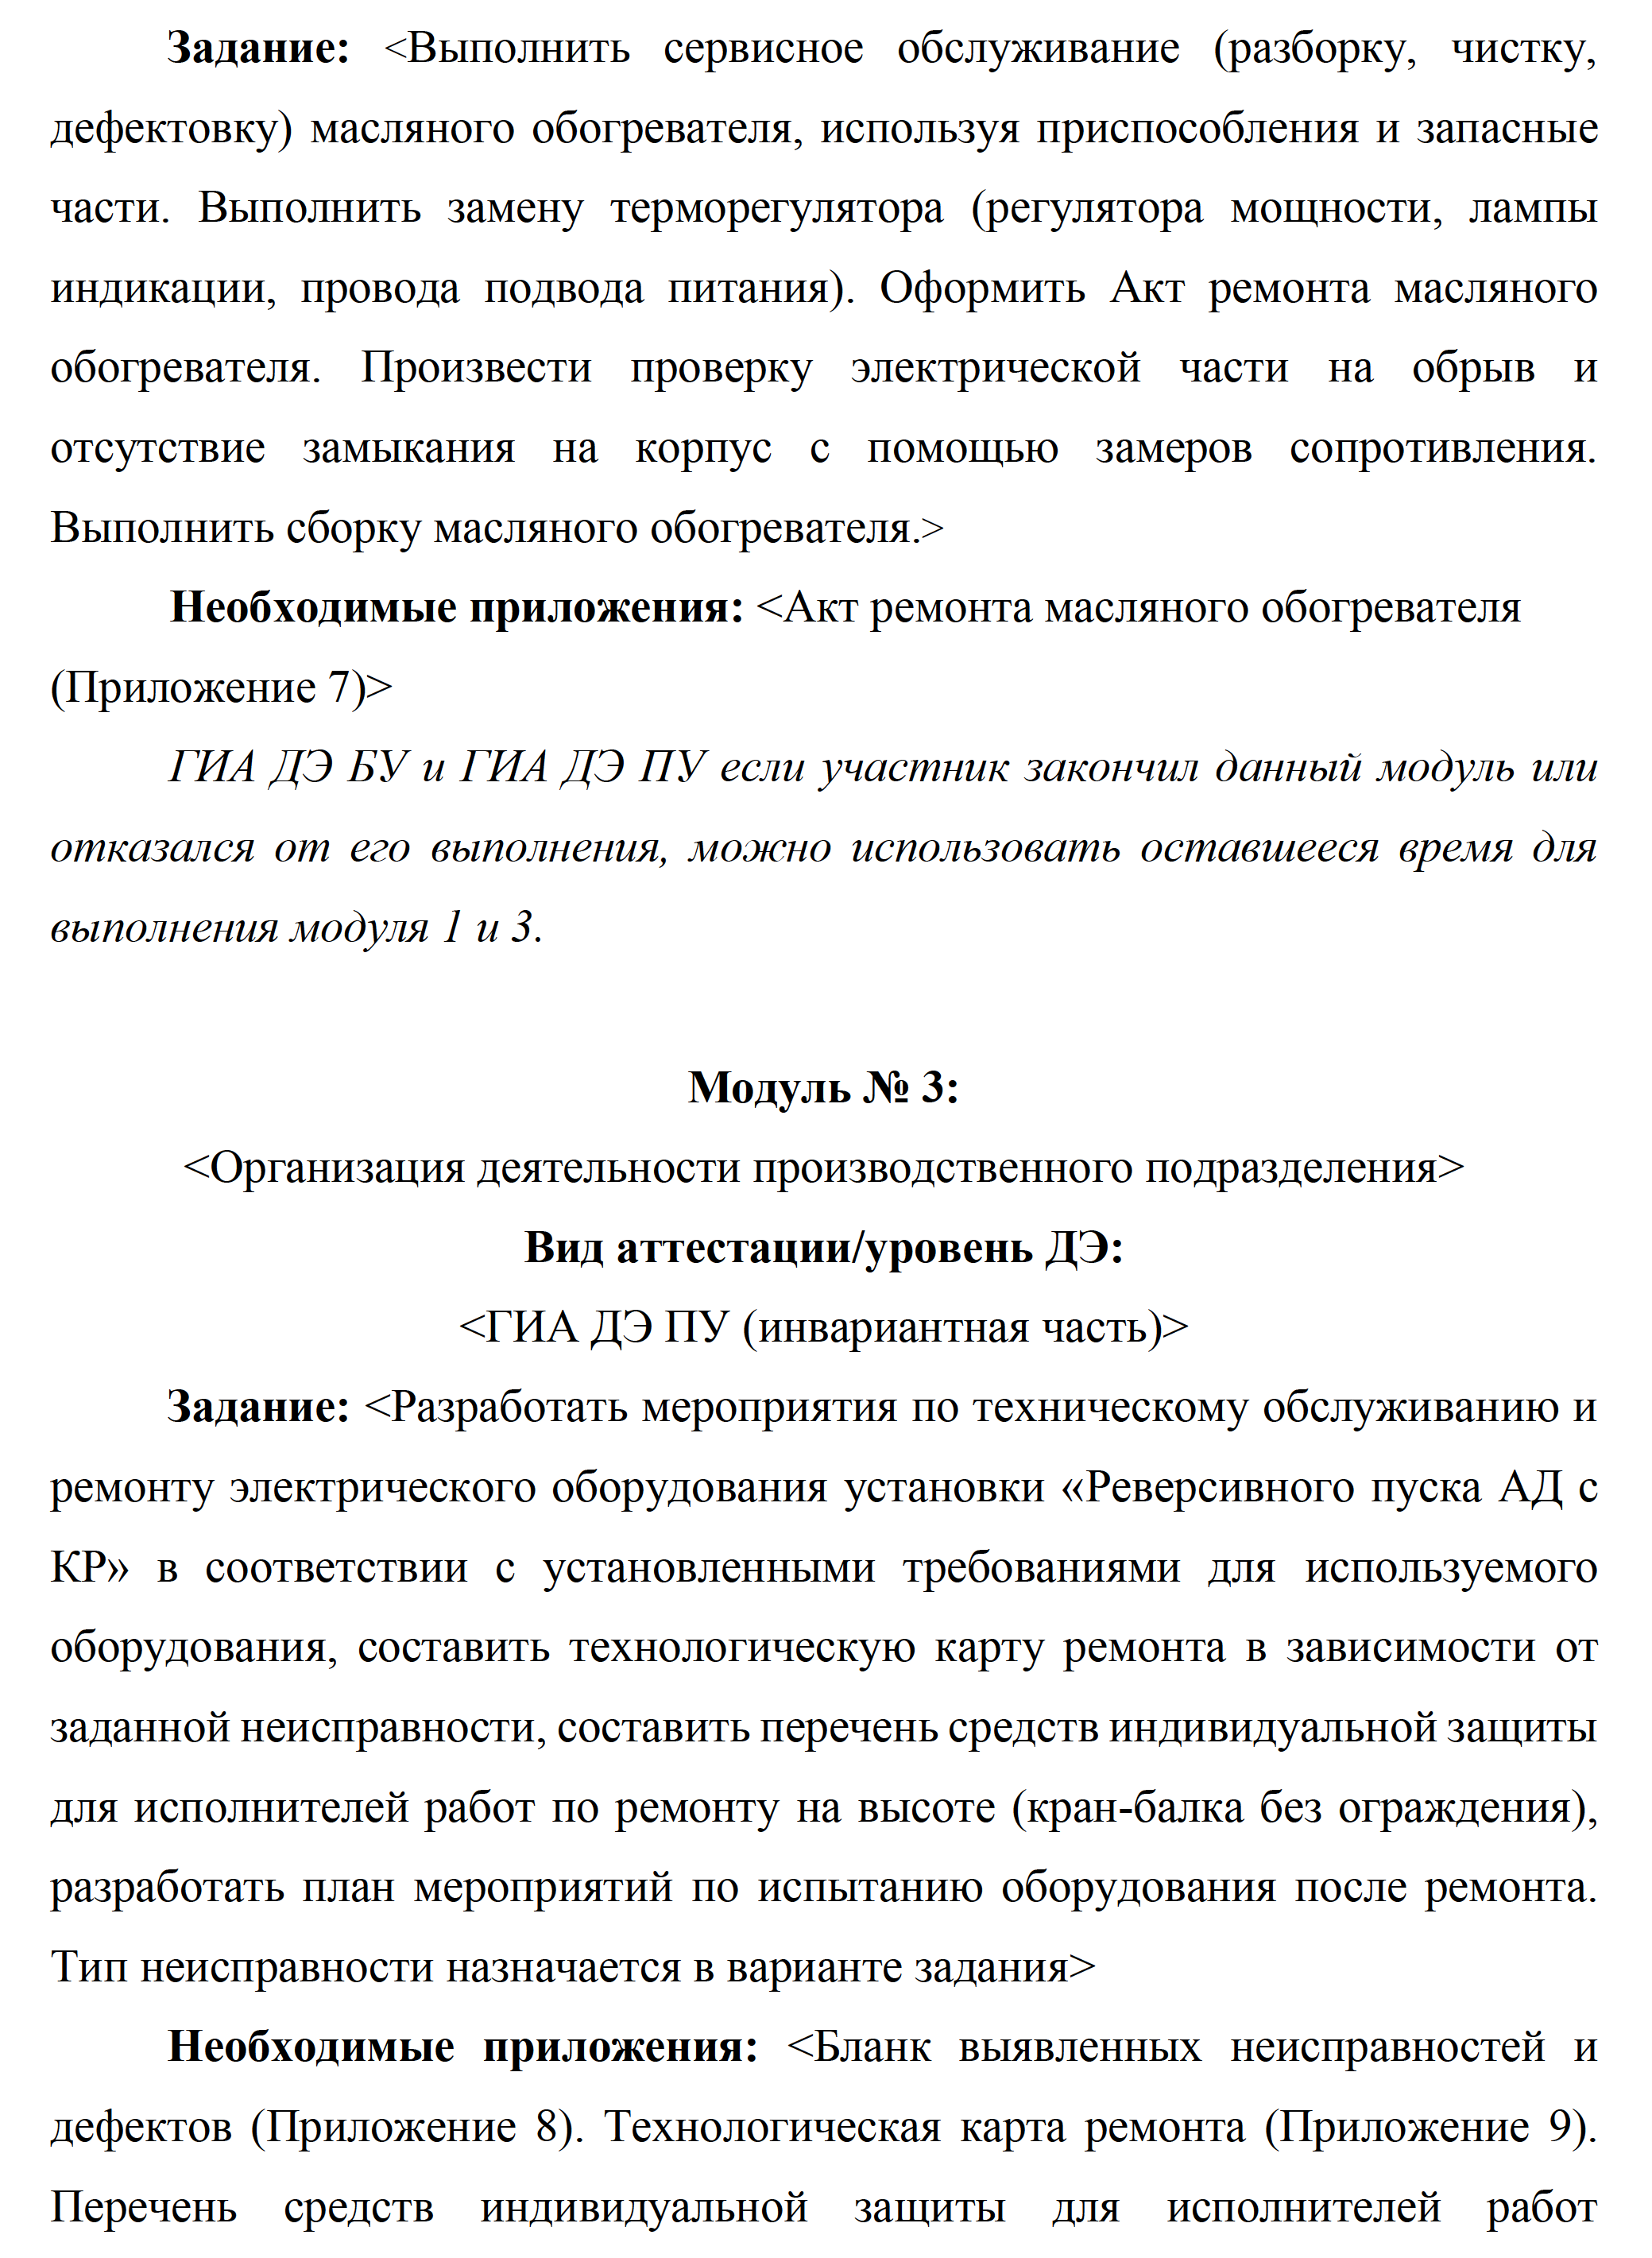 Задание: <Выполнить сервисное обслуживание (разборку, чистку,
дефектовку) масляного обогревателя, используя приспособления и запасные
части. Выполнить замену терморегулятора (регулятора мощности, лампы
индикации, провода подвода питания). Оформить Акт ремонта масляного
обогревателя. Произвести проверку электрической части на обрыв и
отсутствие замыкания на корпус с помощью замеров сопротивления.
Выполнить сборку масляного обогревателя.>
Необходимые приложения: <Акт ремонта масляного обогревателя
(Приложение 7)>
ГИА ДЭ БУ и ГИА ДЭ ПУ если участник закончил данный модуль или
отказался от его выполнения, можно использовать оставшееся время для
выполнения модуля 1 и 3.
Модуль № 3:
<Организация деятельности производственного подразделения>
Вид аттестации/уровень ДЭ:
<ГИА ДЭ ПУ (инвариантная часть)>
Задание: <Разработать мероприятия по техническому обслуживанию и
ремонту электрического оборудования установки «Реверсивного пуска АД с
КР» в соответствии с установленными требованиями для используемого
оборудования, составить технологическую карту ремонта в зависимости от
заданной неисправности, составить перечень средств индивидуальной защиты
для исполнителей работ по ремонту на высоте (кран-балка без ограждения),
разработать план мероприятий по испытанию оборудования после ремонта.
Тип неисправности назначается в варианте задания>
Необходимые приложения: <Бланк выявленных неисправностей и
дефектов (Приложение 8). Технологическая карта ремонта (Приложение 9).
Перечень средств индивидуальной защиты для исполнителей работ